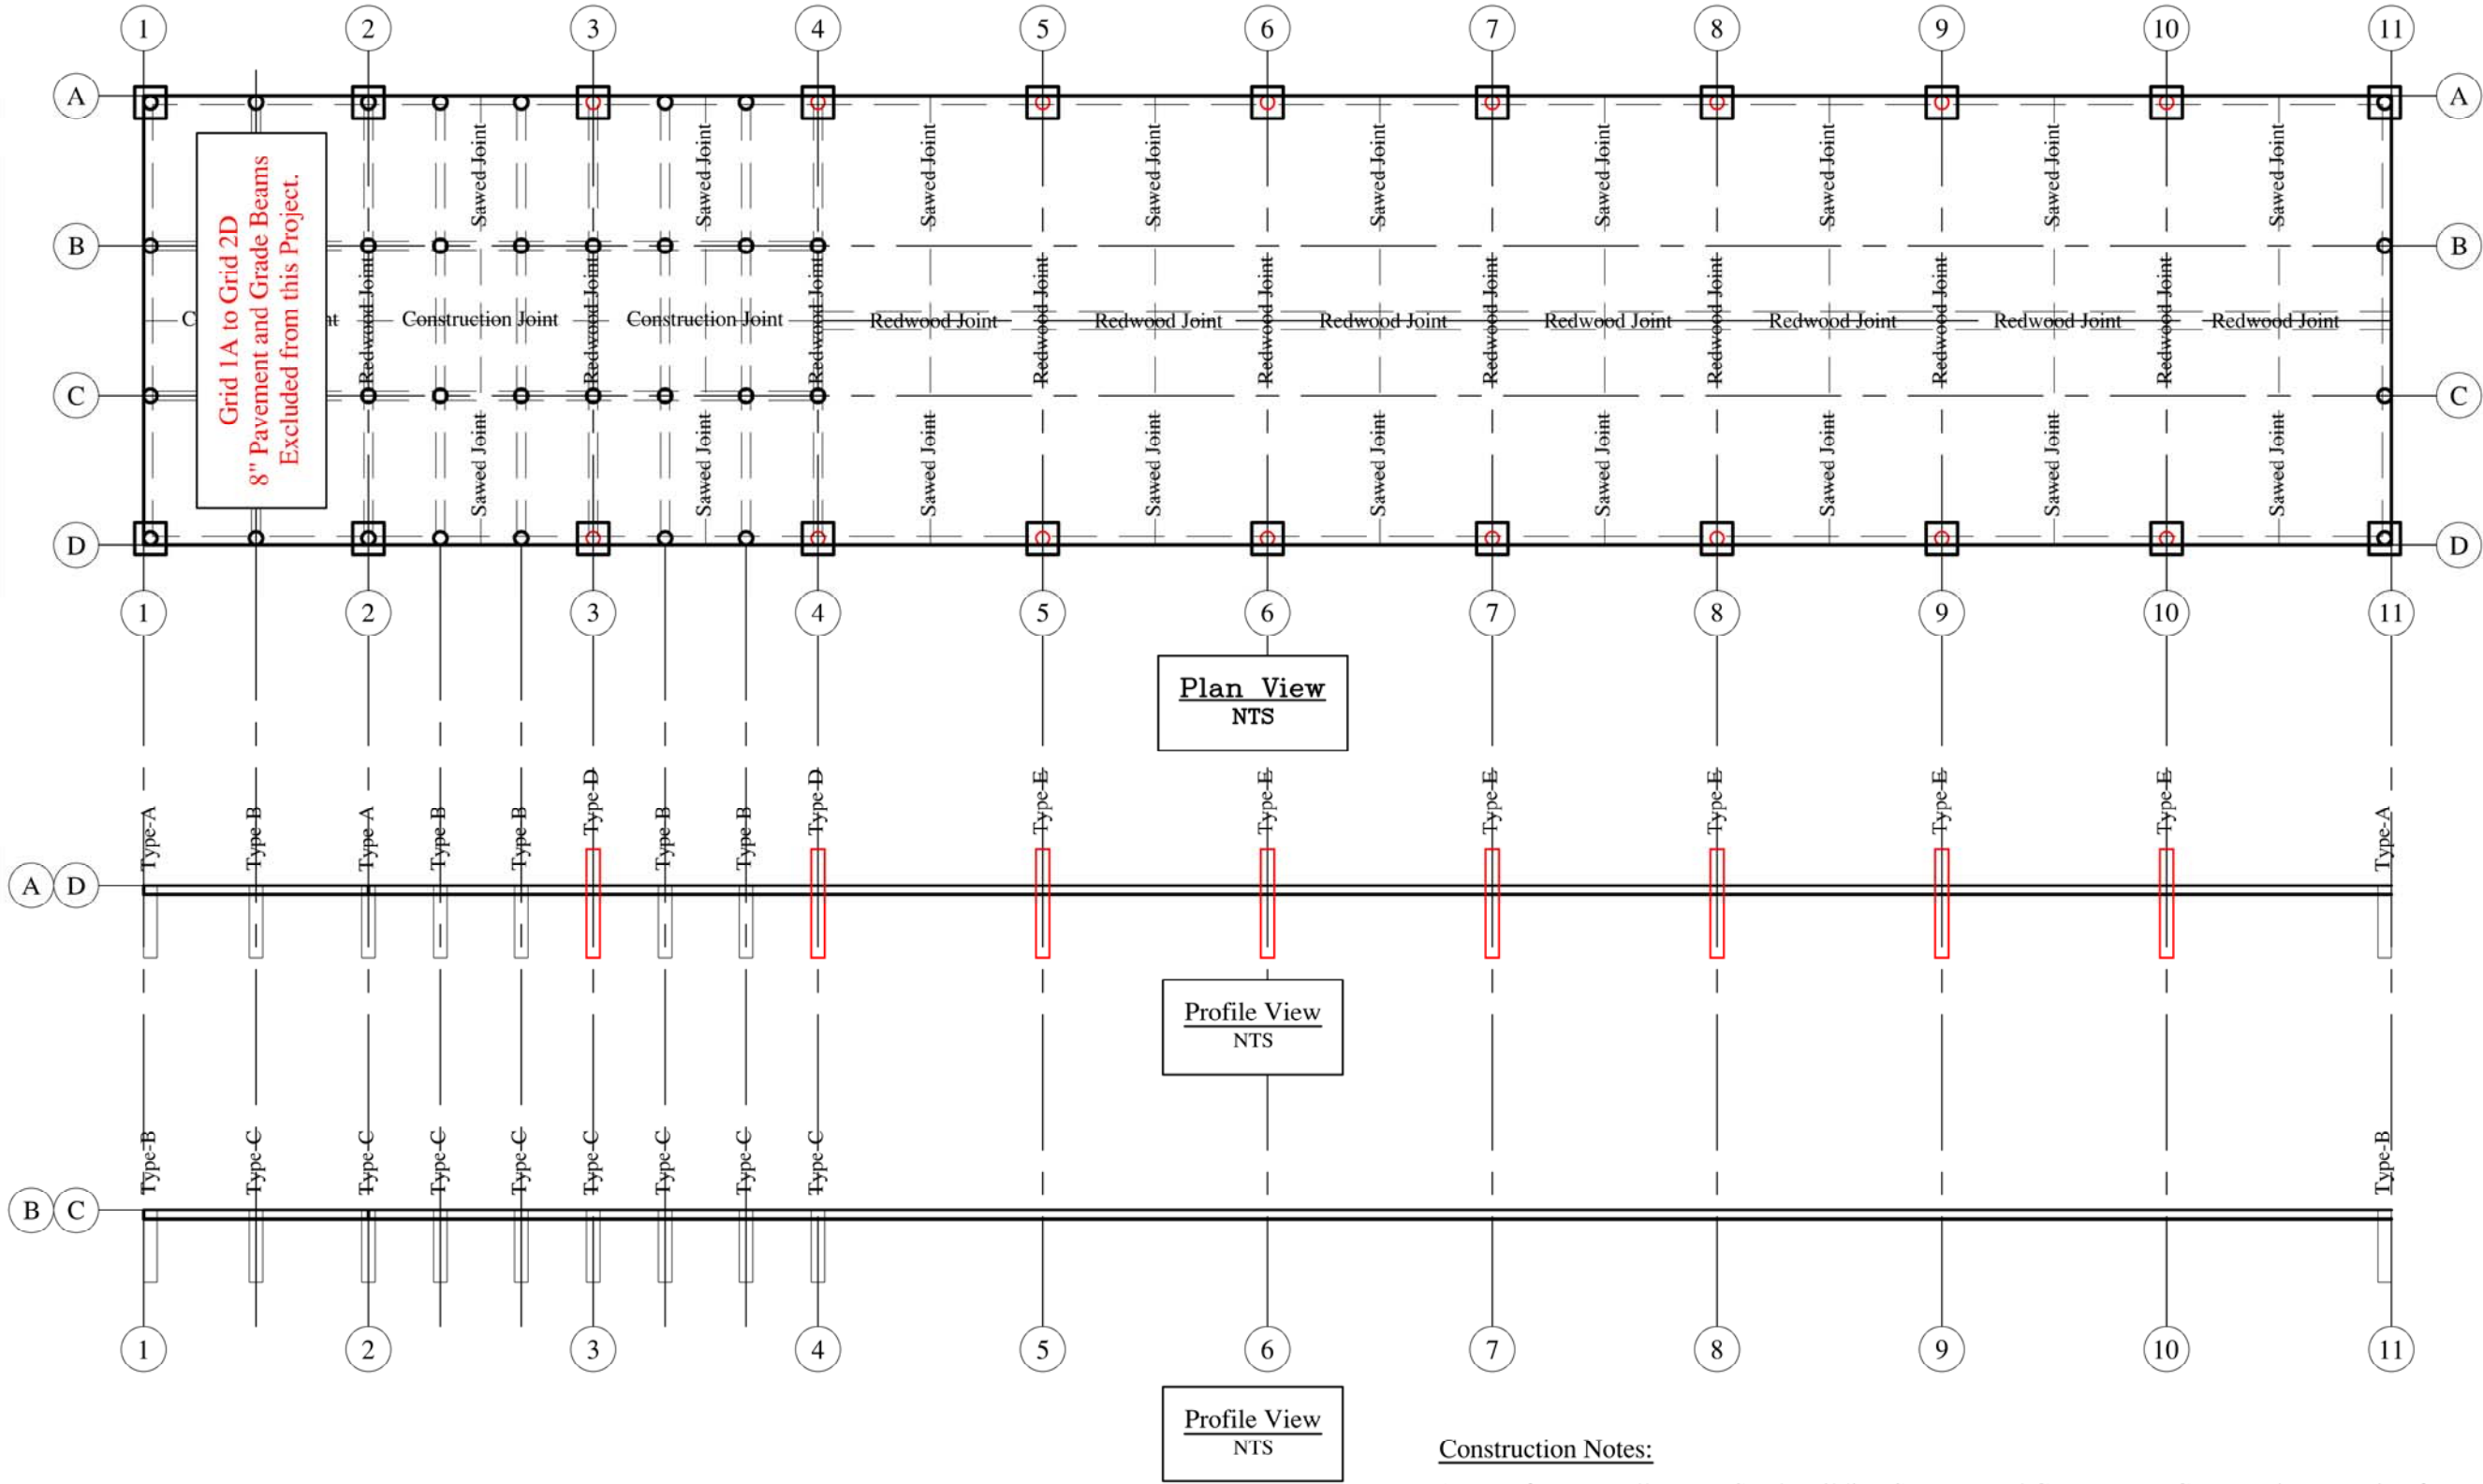 1 2 3 4 5 6 7 8 9 10 11
A A
Sawed Joint Sawed Joint Sawed Joint Sawed Joint Sawed Joint Sawed Joint Sawed Joint Sawed Joint Sawed Joint
Grid 1A to Grid 2D
8" Pavement and Grade Beams
Excluded from this Project.
B B
Redwood Joint Redwood Joint Redwood Joint Redwood Joint Redwood Joint Redwood Joint Redwood Joint Redwood Joint Redwood Joint
C nt Construction Joint Construction Joint Redwood Joint Redwood Joint Redwood Joint Redwood Joint Redwood Joint Redwood Joint Redwood Joint
C C
Sawed Joint Sawed Joint Sawed Joint Sawed Joint Sawed Joint Sawed Joint Sawed Joint Sawed Joint Sawed Joint
D D
1 2 3 4 5 6 7 8 9 10 11
Plan View
NTS
Type-A Type-B Type-A Type-B Type-B Type-D Type-B Type-B Type-D Type-E Type-E Type-E Type-E Type-E Type-E Type-A
A D
Profile View
NTS
Type-B Type-C Type-C Type-C Type-C Type-C Type-C Type-C Type-C Type-B
B C
1 2 3 4 5 6 7 8 9 10 11
Profile View
NTS
Construction Notes: